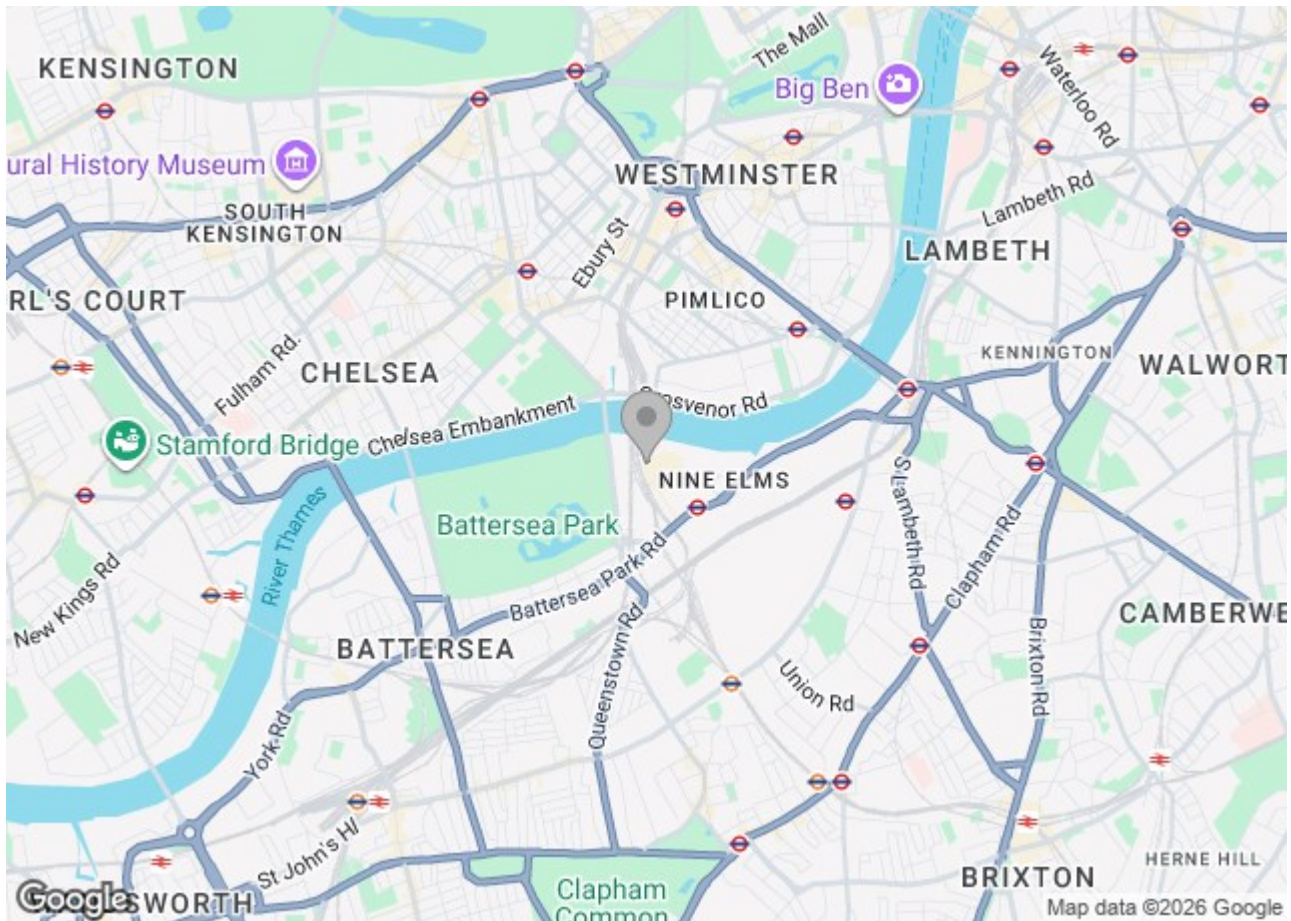 KENSINGTON
The Mall
Big Ben
Waterloo Rd
ural History Museum
WESTMINSTER
SOUTH
KENSINGTON
Ebury St
Lambeth Rd
LAMBETH
RL'S COURT
PIMLICO
Fulham Rd.
CHELSEA
KENNINGTON
WALWORT
Grosvenor Rd
Chelsea Embankment
Stamford Bridge
NINE ELMS
S Lambeth Rd
Battersea Park
River Thames
Clapham Rd
New Kings Rd
Battersea Park Rd
CAMBERWE
BATTERSEA
Queenstown Rd
Union Rd
Brixton Rd
York Rd
St John's H
HERNE HILL
BRIXTON
Clapham
Common
Google
SWORTH
Map data ©2026 Google